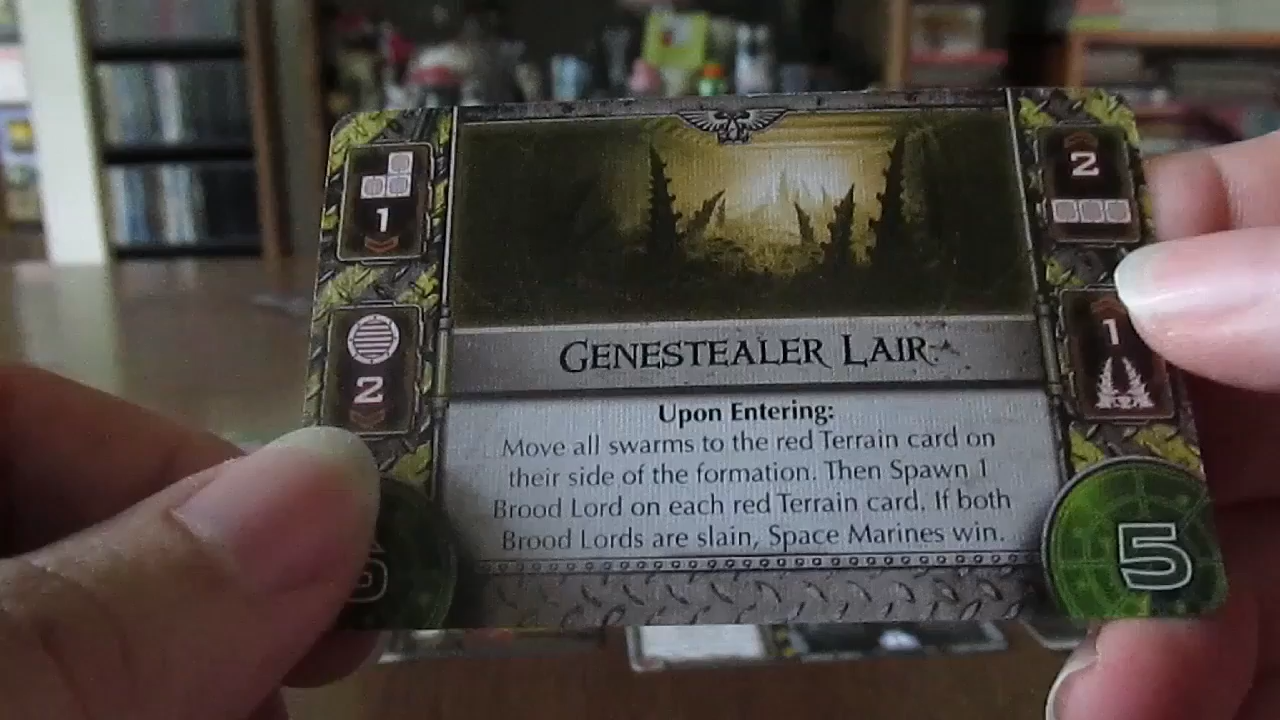 1
2
2
1
GENESTEALER LAIR
Upon Entering:
Move all swarms to the red Terrain card on
their side of the formation. Then Spawn 1
Brood Lord on each red Terrain card. If both
Brood Lords are slain, Space Marines win.
5